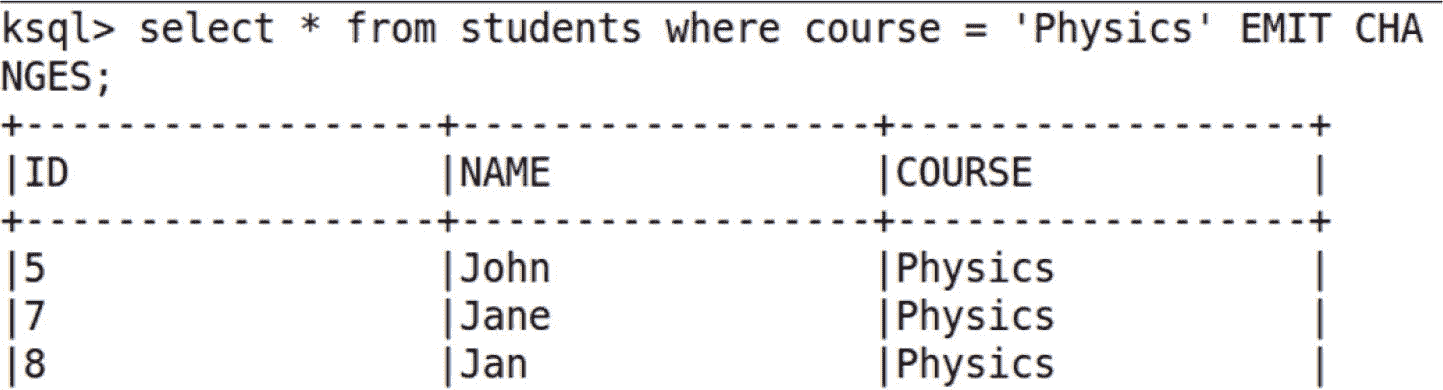 ksql> select * from students where course = 'Physics' EMIT CHA
NGES;
+------------------+------------------+------------------+
|ID                |NAME              |COURSE            |
+------------------+------------------+------------------+
|5                 |John              |Physics           |
|7                 |Jane              |Physics           |
|8                 |Jan               |Physics           |